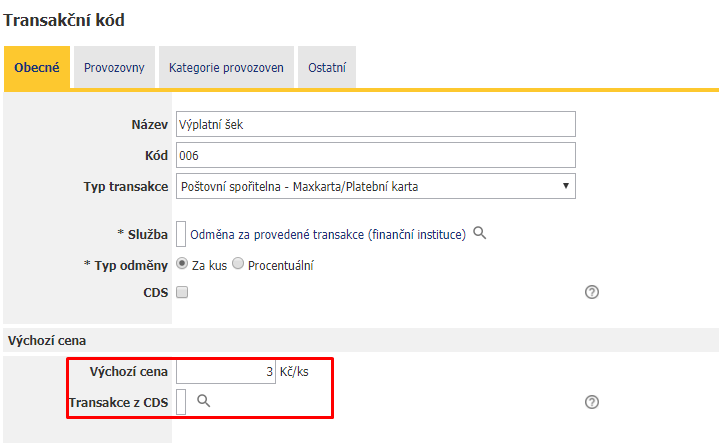 Transakční kód
Obecné Provozovny Kategorie provozoven Ostatní
Název Výplatní šek
Kód 006
Typ transakce Poštovní spořitelna - Maxkarta/Platební karta
* Služba Odměna za provedené transakce (finanční instituce)
* Typ odměny Za kus Procentuální
CDS ?
Výchozí cena
Výchozí cena 3 Kč/ks
Transakce z CDS ?